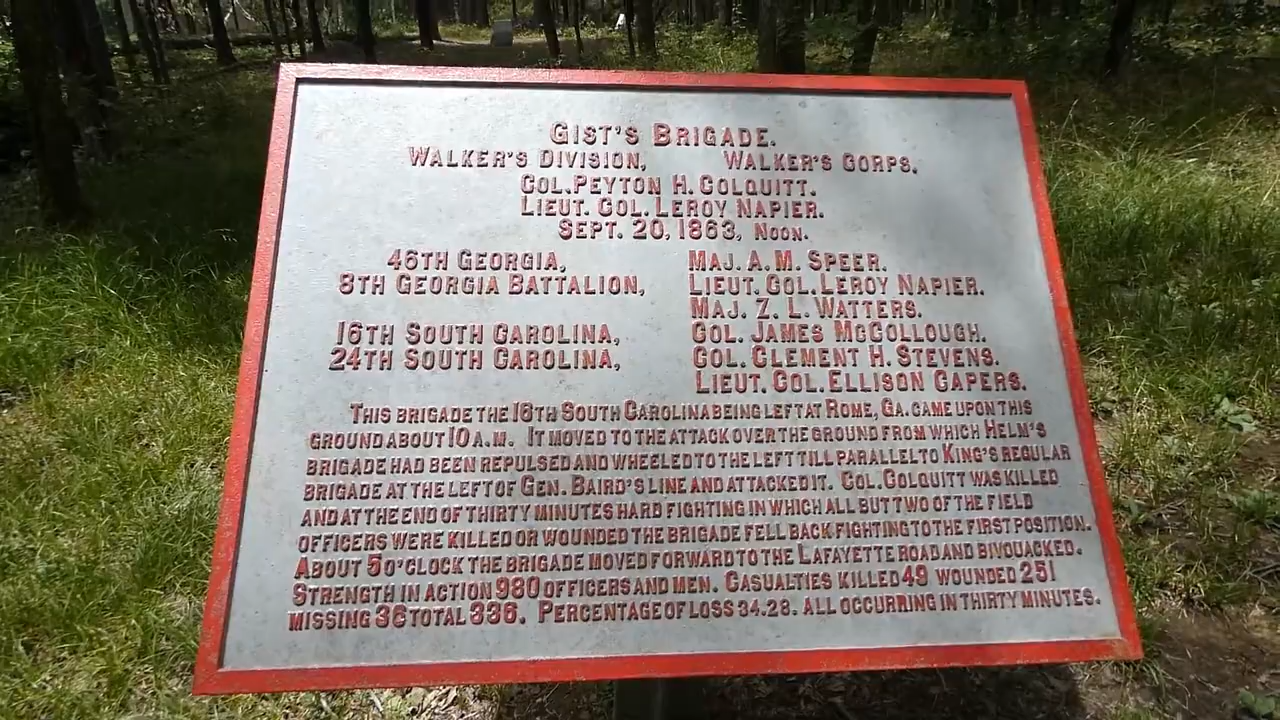 GIST'S BRIGADE.
WALKER'S DIVISION, WALKER'S CORPS.
COL. PEYTON H. COLQUITT.
LIEUT. COL. LEROY NAPIER.
SEPT. 20, 1863, NOON.
46TH GEORGIA, MAJ. A. M. SPEER.
8TH GEORGIA BATTALION, LIEUT. COL. LEROY NAPIER.
MAJ. Z. L. WATTERS.
16TH SOUTH CAROLINA, COL. JAMES MCCOLLOUGH.
24TH SOUTH CAROLINA, COL. CLEMENT H. STEVENS.
LIEUT. COL. ELLISON CAPERS.
THIS BRIGADE THE 16TH SOUTH CAROLINA BEING LEFT AT ROME, GA. CAME UPON THIS
GROUND ABOUT 10 A.M. IT MOVED TO THE ATTACK OVER THE GROUND FROM WHICH HELM'S
BRIGADE HAD BEEN REPULSED AND WHEELED TO THE LEFT TILL PARALLEL TO KING'S REGULAR
BRIGADE AT THE LEFT OF GEN. BAIRD'S LINE AND ATTACKED IT. COL. COLQUITT WAS KILLED
AND AT THE END OF THIRTY MINUTES HARD FIGHTING IN WHICH ALL BUT TWO OF THE FIELD
OFFICERS WERE KILLED OR WOUNDED THE BRIGADE FELL BACK FIGHTING TO THE FIRST POSITION.
ABOUT 5 O'CLOCK THE BRIGADE MOVED FORWARD TO THE LAFAYETTE ROAD AND BIVOUACKED.
STRENGTH IN ACTION 980 OFFICERS AND MEN. CASUALTIES KILLED 49 WOUNDED 251
MISSING 36 TOTAL 336. PERCENTAGE OF LOSS 34.28. ALL OCCURRING IN THIRTY MINUTES.